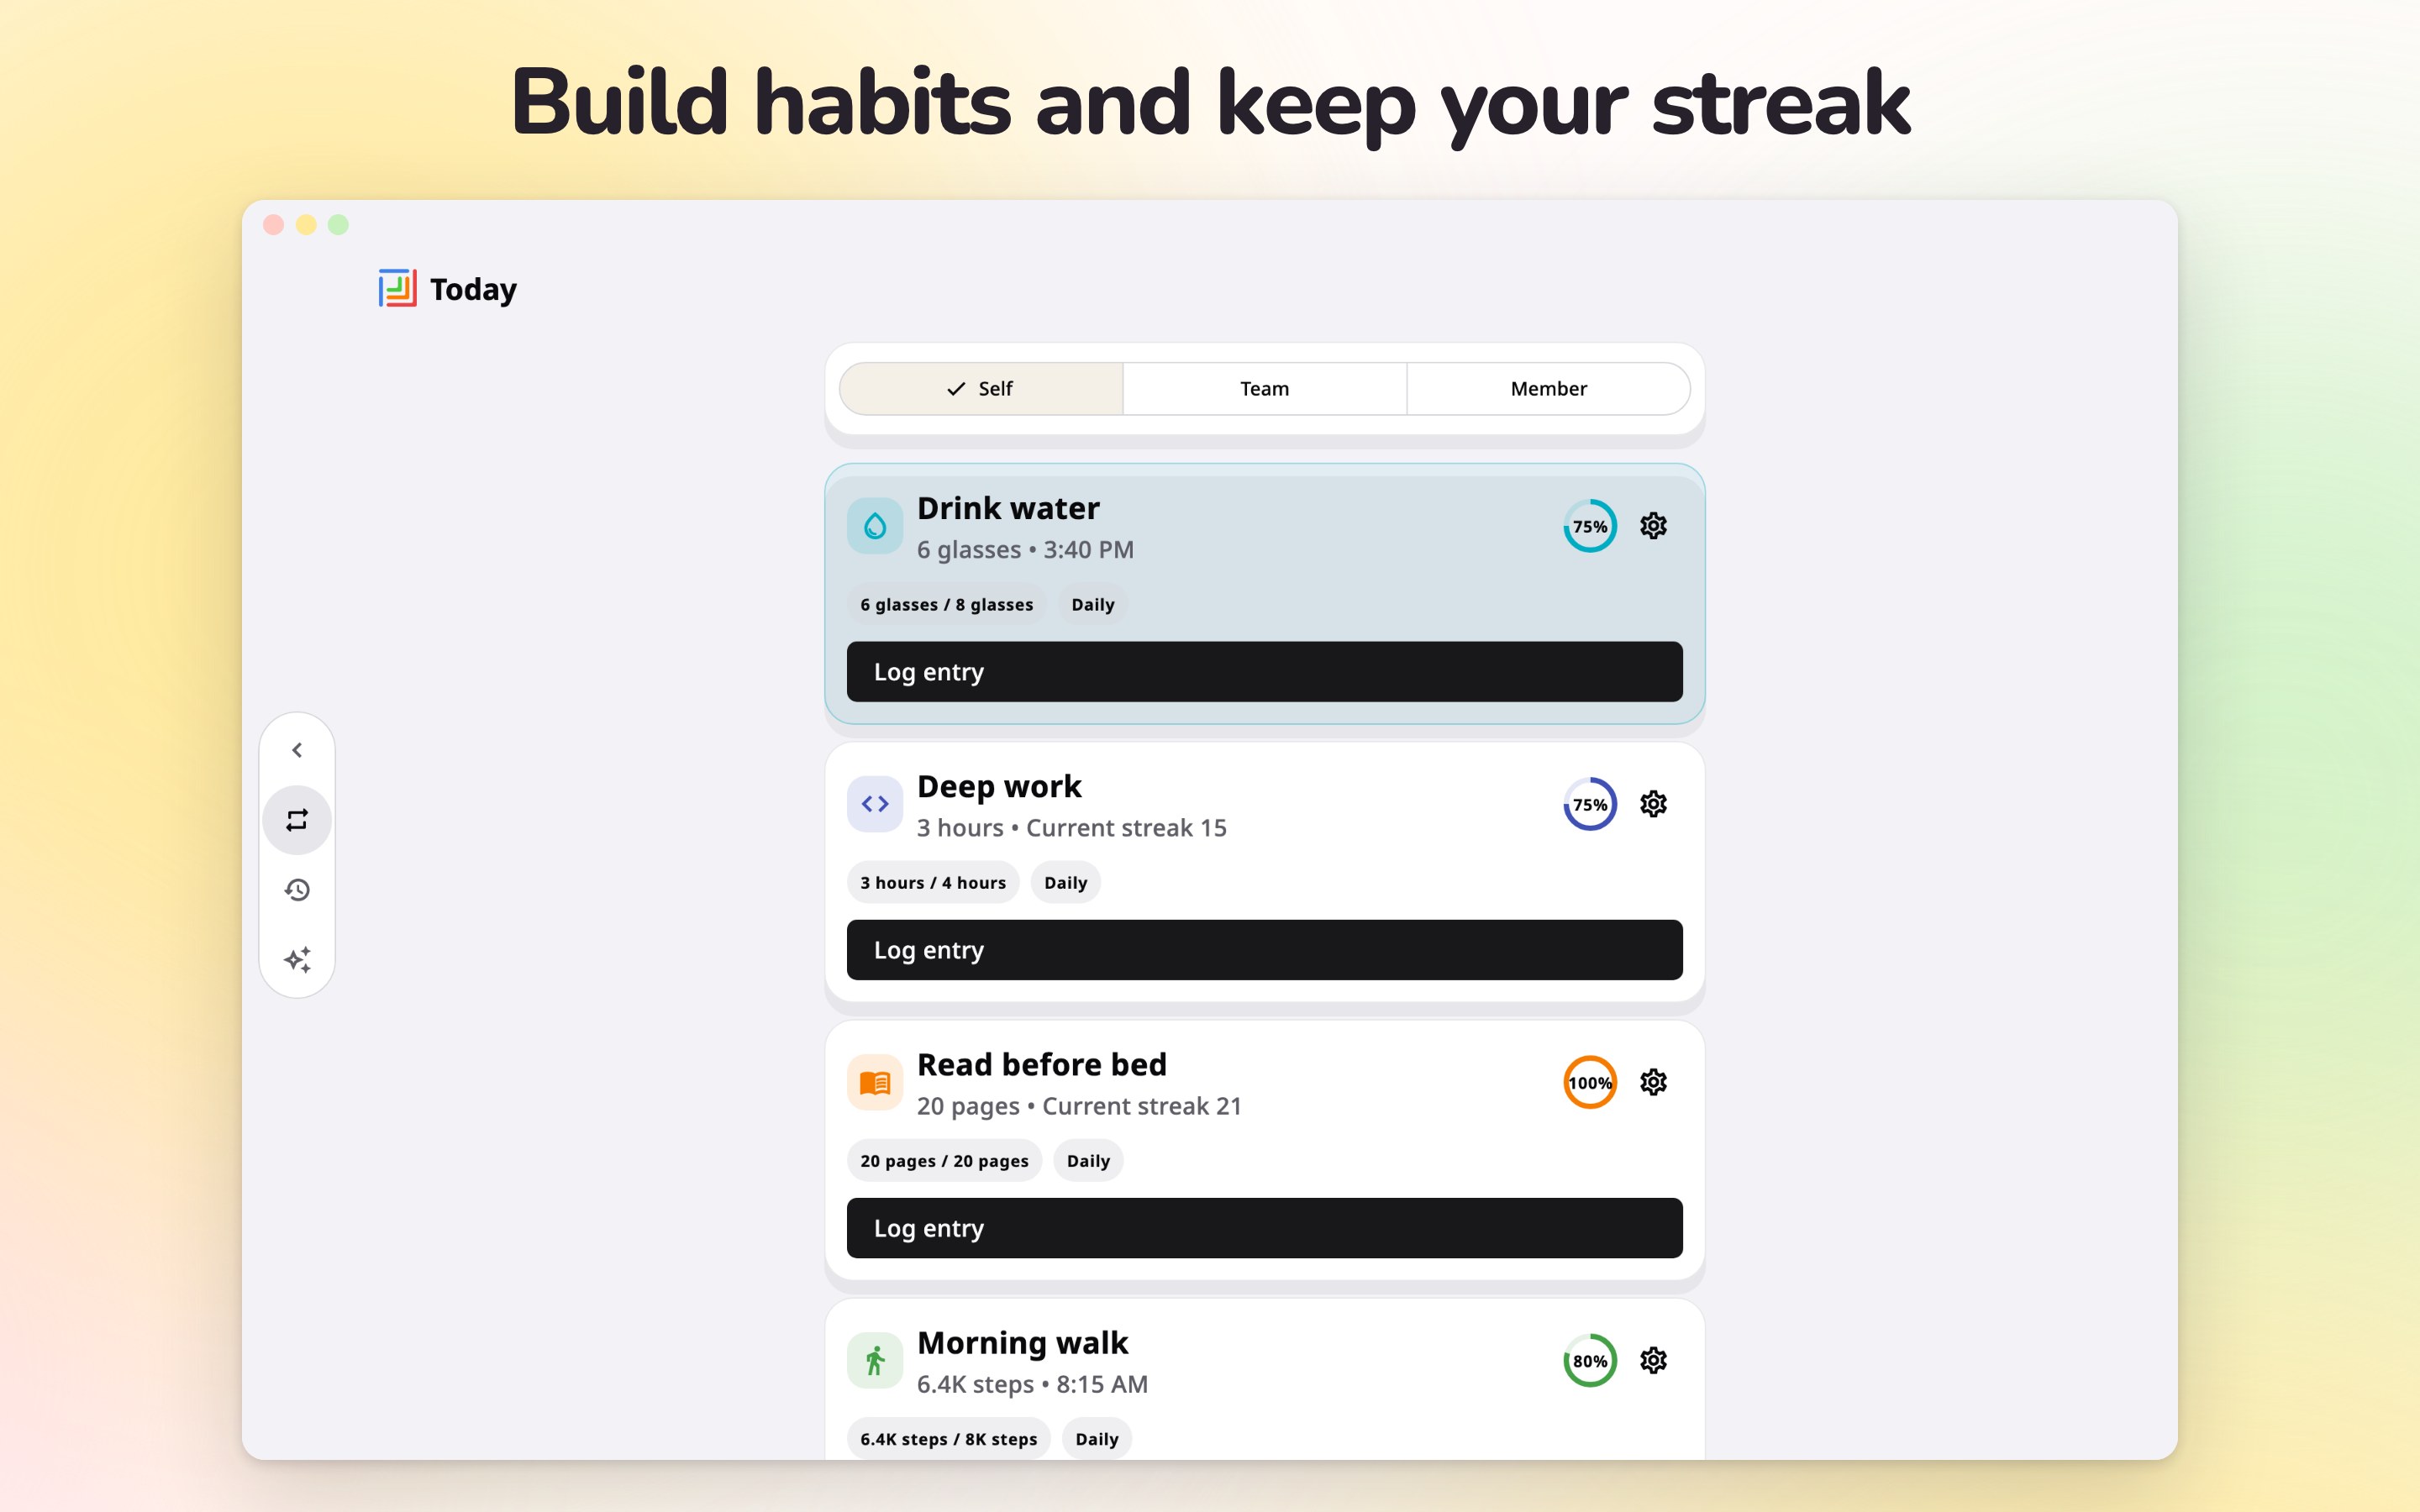 Build habits and keep your streak
Today
Self
Team
Member
Drink water
6 glasses • 3:40 PM
75%
6 glasses / 8 glasses
Daily
Log entry
Deep work
3 hours • Current streak 15
75%
3 hours / 4 hours
Daily
Log entry
Read before bed
20 pages • Current streak 21
100%
20 pages / 20 pages
Daily
Log entry
Morning walk
6.4K steps • 8:15 AM
80%
6.4K steps / 8K steps
Daily